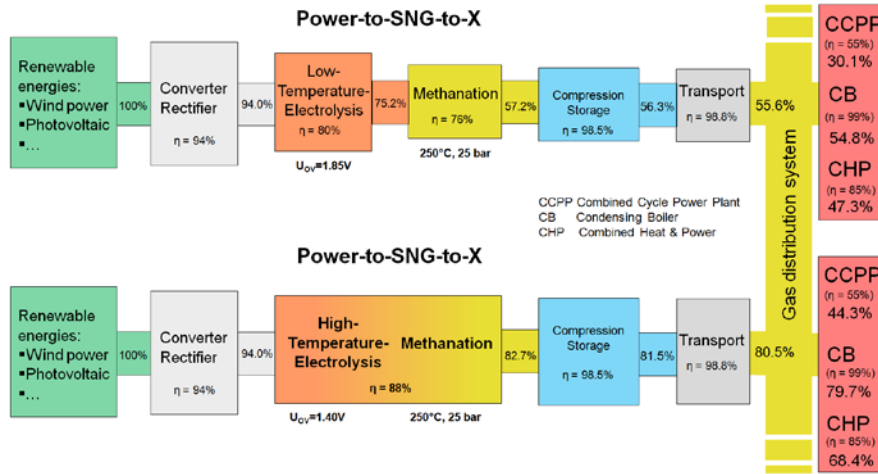 Power-to-SNG-to-X
Renewable
energies:
▪Wind power
▪Photovoltaic
▪...
100%
Converter
Rectifier
η = 94%
94.0%
Low-
Temperature-
Electrolysis
η = 80%
U_OV=1.85V
75.2%
Methanation
η = 76%
250°C, 25 bar
57.2%
Compression
Storage
η = 98.5%
56.3%
Transport
η = 98.8%
55.6%
CCPP
(η = 55%)
30.1%
CB
(η = 99%)
54.8%
CHP
(η = 85%)
47.3%
CCPP Combined Cycle Power Plant
CB Condensing Boiler
CHP Combined Heat & Power
Gas distribution system
Power-to-SNG-to-X
Renewable
energies:
▪Wind power
▪Photovoltaic
▪...
100%
Converter
Rectifier
η = 94%
94.0%
High-
Temperature-
Electrolysis
Methanation
η = 88%
U_OV=1.40V
250°C, 25 bar
82.7%
Compression
Storage
η = 98.5%
81.5%
Transport
η = 98.8%
80.5%
CCPP
(η = 55%)
44.3%
CB
(η = 99%)
79.7%
CHP
(η = 85%)
68.4%